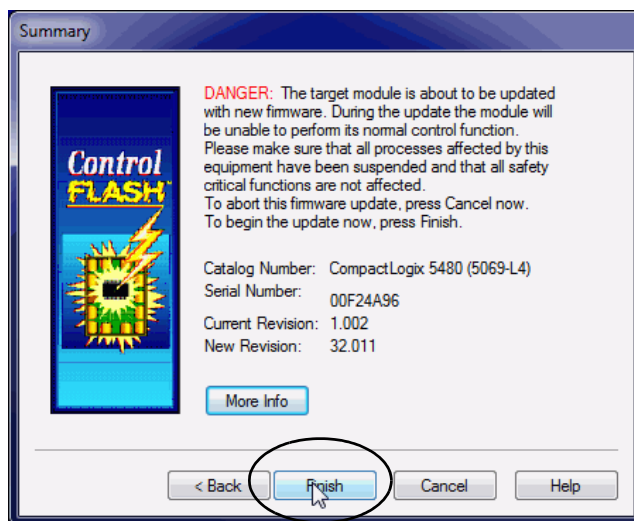 Summary
DANGER: The target module is about to be updated
with new firmware. During the update the module will
be unable to perform its normal control function.
Please make sure that all processes affected by this
equipment have been suspended and that all safety
critical functions are not affected.
To abort this firmware update, press Cancel now.
To begin the update now, press Finish.
Control
FLASH
Catalog Number: CompactLogix 5480 (5069-L4)
Serial Number: 00F24A96
Current Revision: 1.002
New Revision: 32.011
More Info
< Back Finish Cancel Help